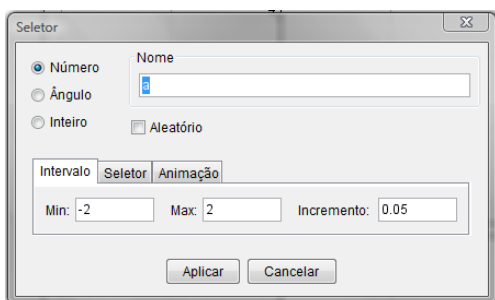 Seletor
Número
Nome
a
Ângulo
Inteiro
Aleatório
Intervalo Seletor Animação
Min: -2 Max: 2 Incremento: 0.05
Aplicar Cancelar